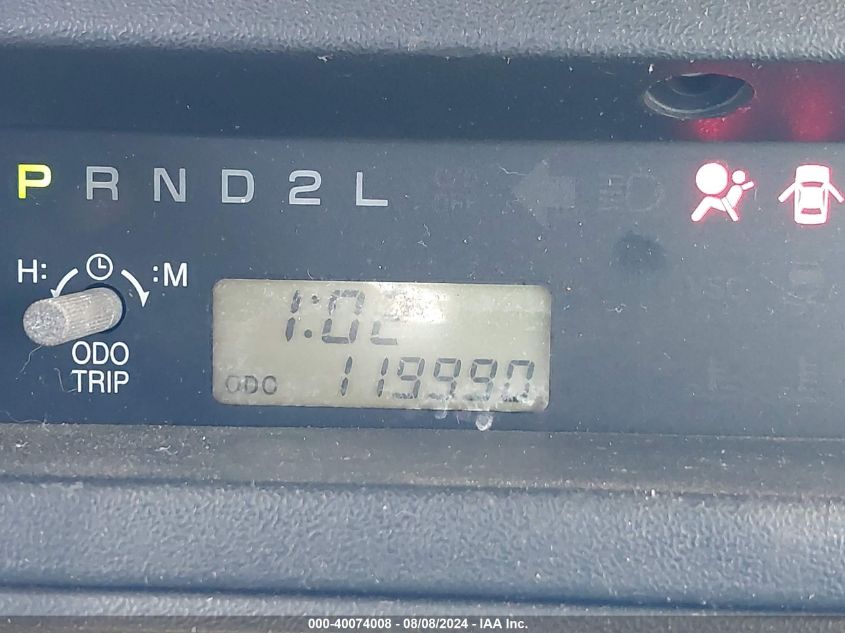 P R N D 2 L
H: :M
ODO
TRIP
1:02
ODO 119990
000-40074008 - 08/08/2024 - IAA Inc.